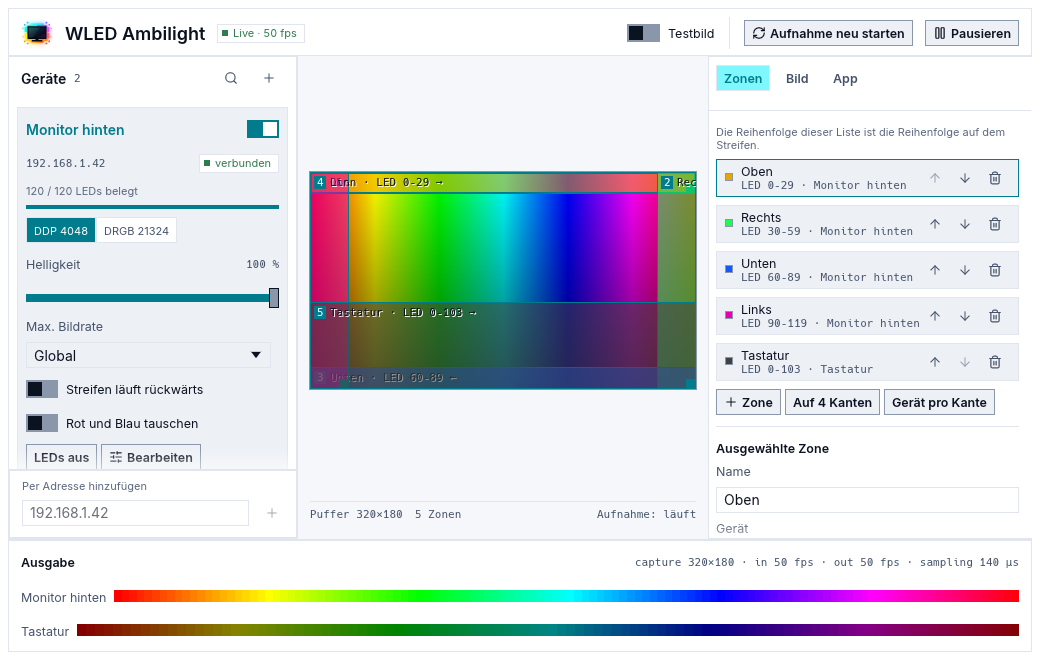 WLED Ambilight
Live · 50 fps
Testbild
Aufnahme neu starten
Pausieren
Geräte 2
Monitor hinten
192.168.1.42
verbunden
120 / 120 LEDs belegt
DDP 4048
DRGB 21324
Helligkeit
100 %
Max. Bildrate
Global
Streifen läuft rückwärts
Rot und Blau tauschen
LEDs aus
Bearbeiten
Per Adresse hinzufügen
192.168.1.42
4
LED 0-29 →
2 Rec
5 Tastatur · LED 0-103 →
3 Unten · LED 60-89 ←
Puffer 320×180 5 Zonen
Aufnahme: läuft
Zonen
Bild
App
Die Reihenfolge dieser Liste ist die Reihenfolge auf dem
Streifen.
Oben
LED 0-29 · Monitor hinten
Rechts
LED 30-59 · Monitor hinten
Unten
LED 60-89 · Monitor hinten
Links
LED 90-119 · Monitor hinten
Tastatur
LED 0-103 · Tastatur
+ Zone
Auf 4 Kanten
Gerät pro Kante
Ausgewählte Zone
Name
Oben
Gerät
Ausgabe
capture 320×180 · in 50 fps · out 50 fps · sampling 140 µs
Monitor hinten
Tastatur